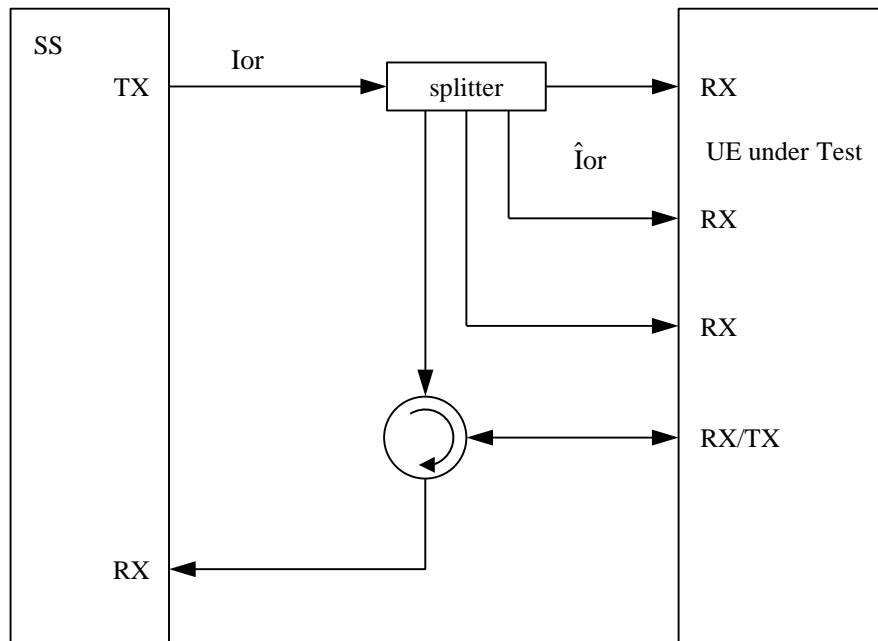 SS
TX
Ior
splitter
RX
UE under Test
Îor
RX
RX
RX/TX
RX